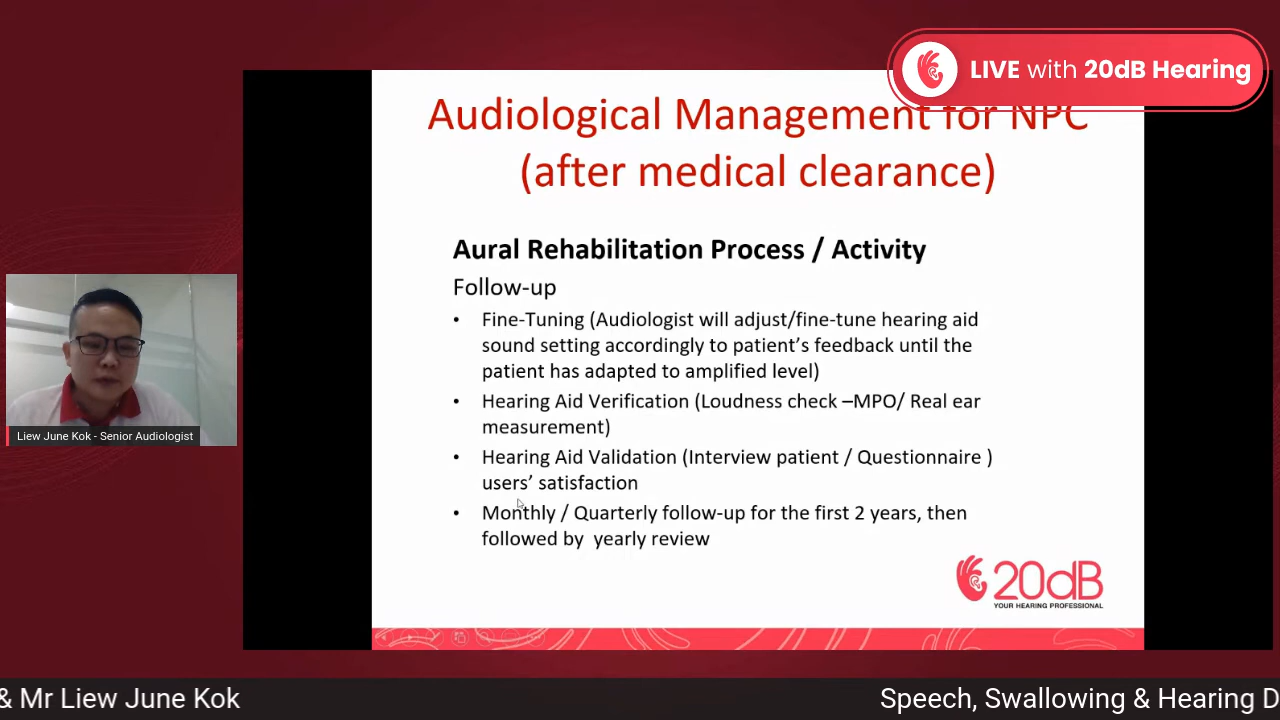 LIVE with 20dB Hearing
Audiological Management for NPC
(after medical clearance)
Aural Rehabilitation Process / Activity
Follow-up
• Fine-Tuning (Audiologist will adjust/fine-tune hearing aid
sound setting accordingly to patient’s feedback until the
patient has adapted to amplified level)
• Hearing Aid Verification (Loudness check –MPO/ Real ear
measurement)
• Hearing Aid Validation (Interview patient / Questionnaire )
users’ satisfaction
• Monthly / Quarterly follow-up for the first 2 years, then
followed by yearly review
20dB
YOUR HEARING PROFESSIONAL
Liew June Kok - Senior Audiologist
& Mr Liew June Kok
Speech, Swallowing & Hearing D